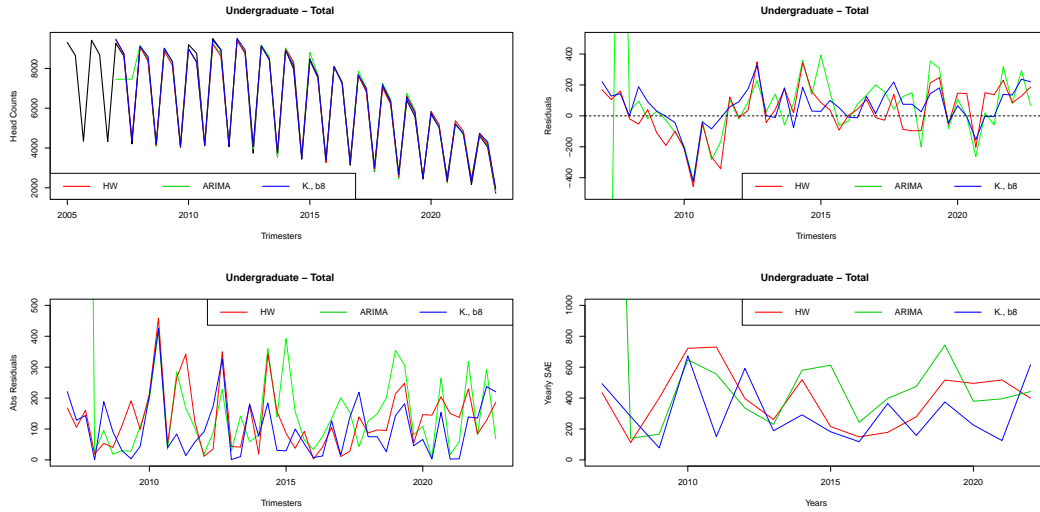 Undergraduate – Total
Head Counts
8000
6000
4000
2000
HW
ARIMA
K., b8
2005
2010
2015
2020
Trimesters
Undergraduate – Total
Residuals
400
200
0
−200
−400
HW
ARIMA
K., b8
2010
2015
2020
Trimesters
Undergraduate – Total
Abs Residuals
500
400
300
200
100
0
HW
ARIMA
K., b8
2010
2015
2020
Trimesters
Undergraduate – Total
Yearly SAE
1000
800
600
400
200
0
HW
ARIMA
K., b8
2010
2015
2020
Years